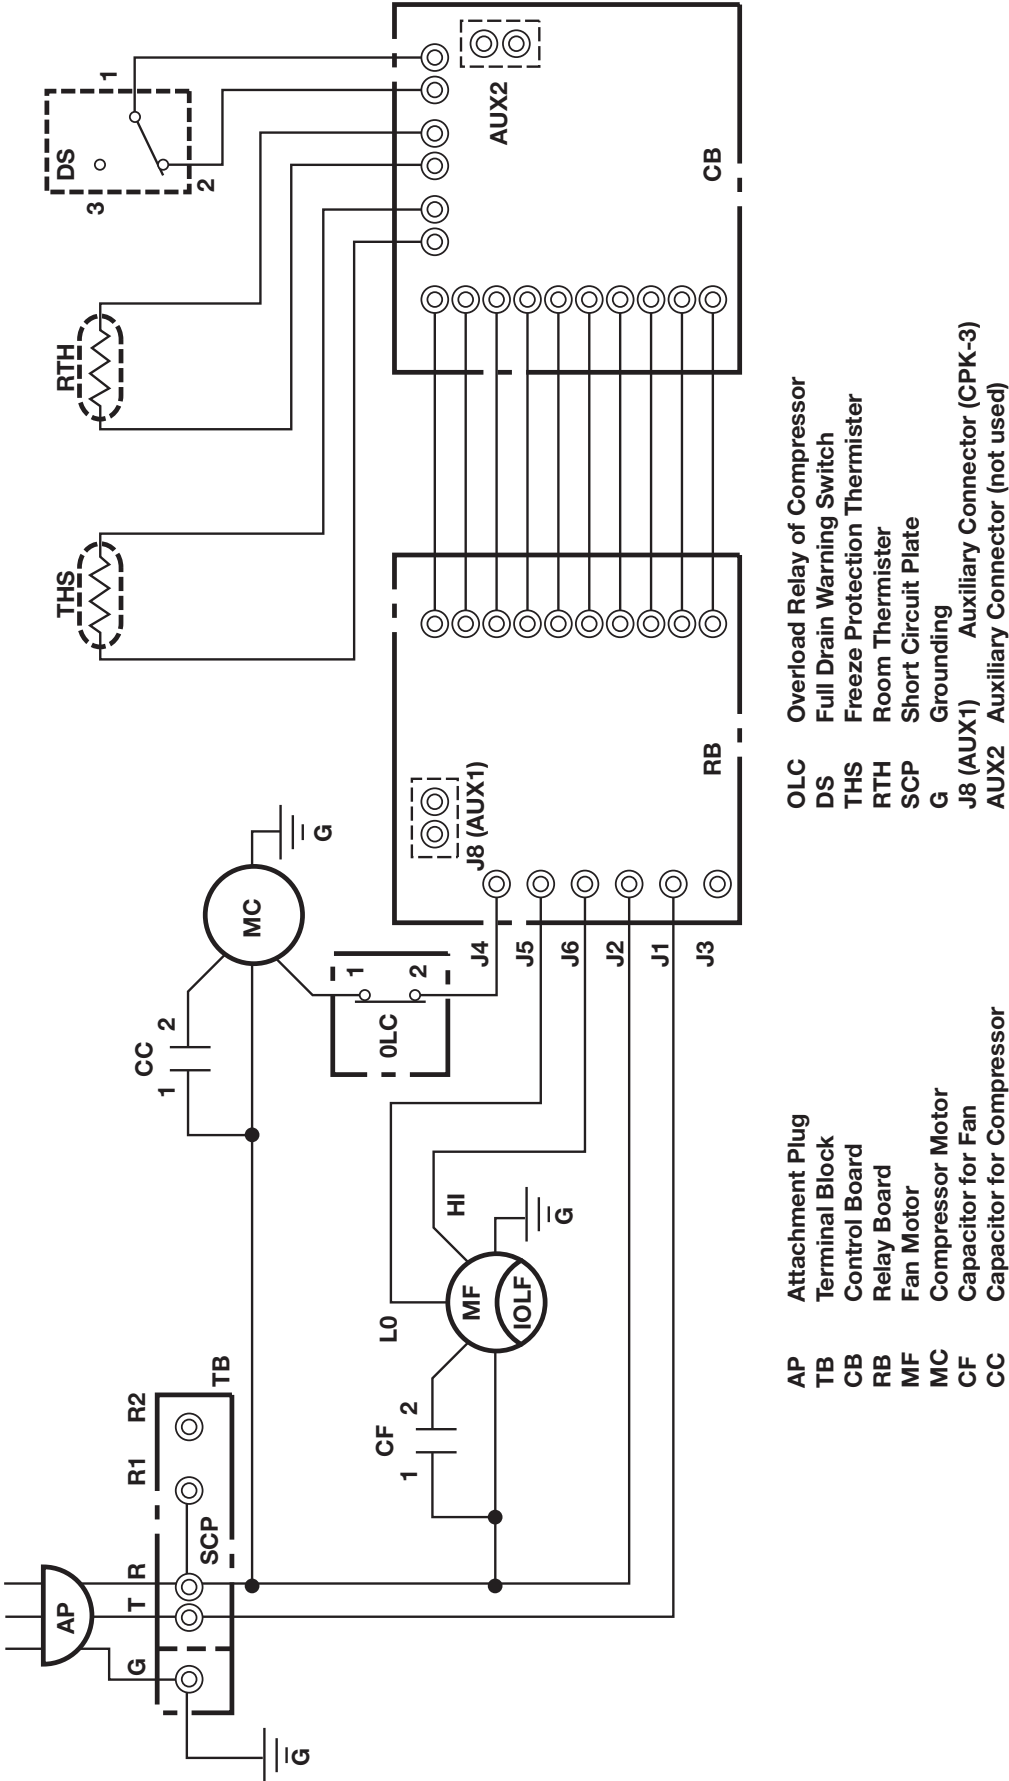 AP
THS
RTH
DS
3
1
2
G
T
R
R1
R2
SCP
TB
CC
1
2
MC
G
G
1
0LC
2
CF
1
2
L0
HI
MF
IOLF
G
J4
J5
J6
J2
J1
J3
J8 (AUX1)
RB
AUX2
CB
AP Attachment Plug
TB Terminal Block
CB Control Board
RB Relay Board
MF Fan Motor
MC Compressor Motor
CF Capacitor for Fan
CC Capacitor for Compressor
OLC Overload Relay of Compressor
DS Full Drain Warning Switch
THS Freeze Protection Thermister
RTH Room Thermister
SCP Short Circuit Plate
G Grounding
J8 (AUX1) Auxiliary Connector (CPK-3)
AUX2 Auxiliary Connector (not used)